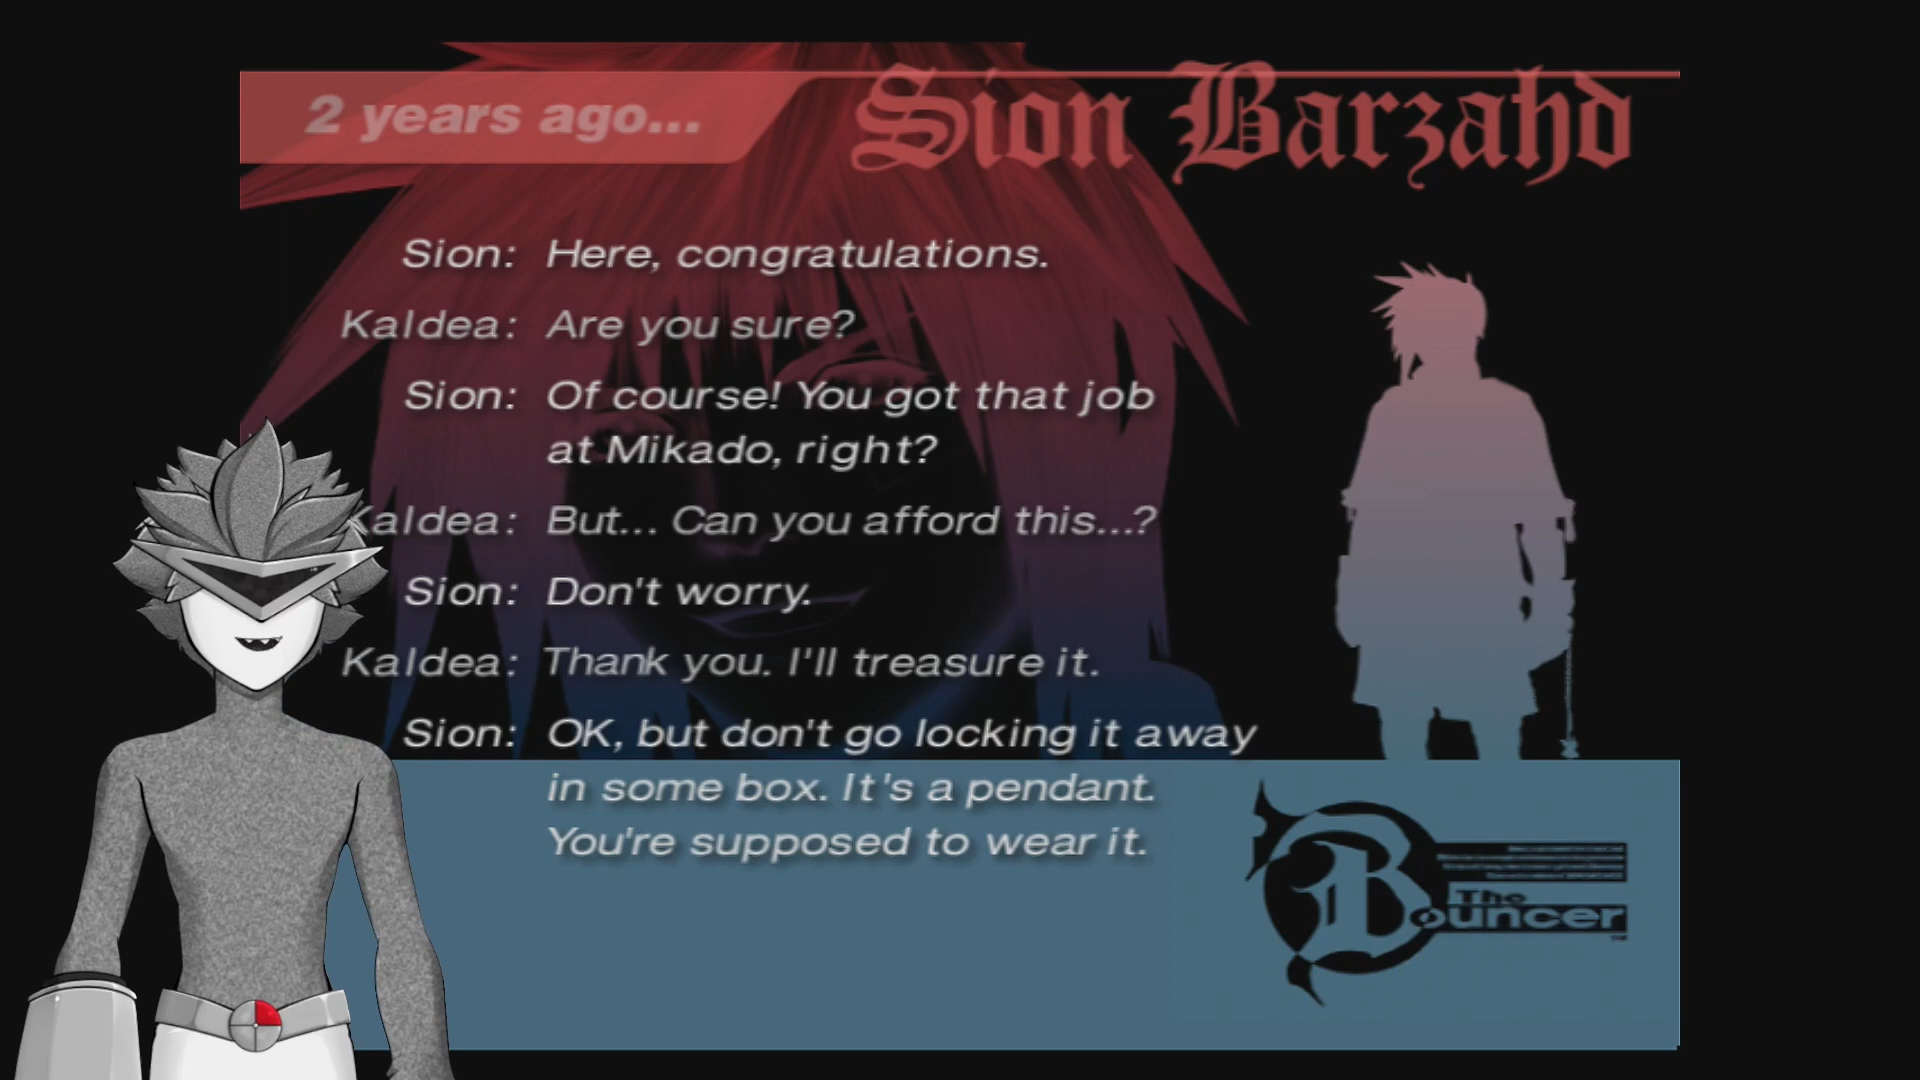 2 years ago...
Sion Barzahd
Sion: Here, congratulations.
Kaldea: Are you sure?
Sion: Of course! You got that job
at Mikado, right?
Kaldea: But... Can you afford this...?
Sion: Don't worry.
Kaldea: Thank you. I'll treasure it.
Sion: OK, but don't go locking it away
in some box. It's a pendant.
You're supposed to wear it.
The
Bouncer